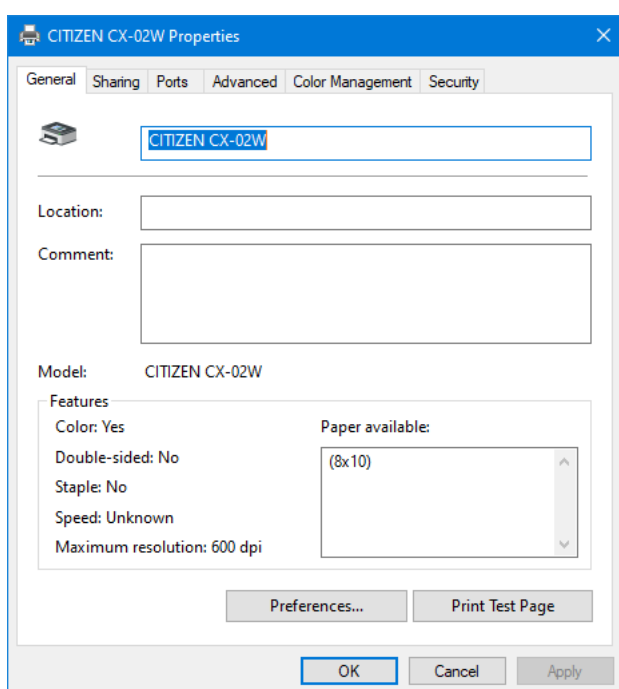 CITIZEN CX-02W Properties
General Sharing Ports Advanced Color Management Security
CITIZEN CX-02W
Location:
Comment:
Model: CITIZEN CX-02W
Features
Color: Yes
Paper available:
Double-sided: No
(8x10)
Staple: No
Speed: Unknown
Maximum resolution: 600 dpi
Preferences... Print Test Page
OK Cancel Apply